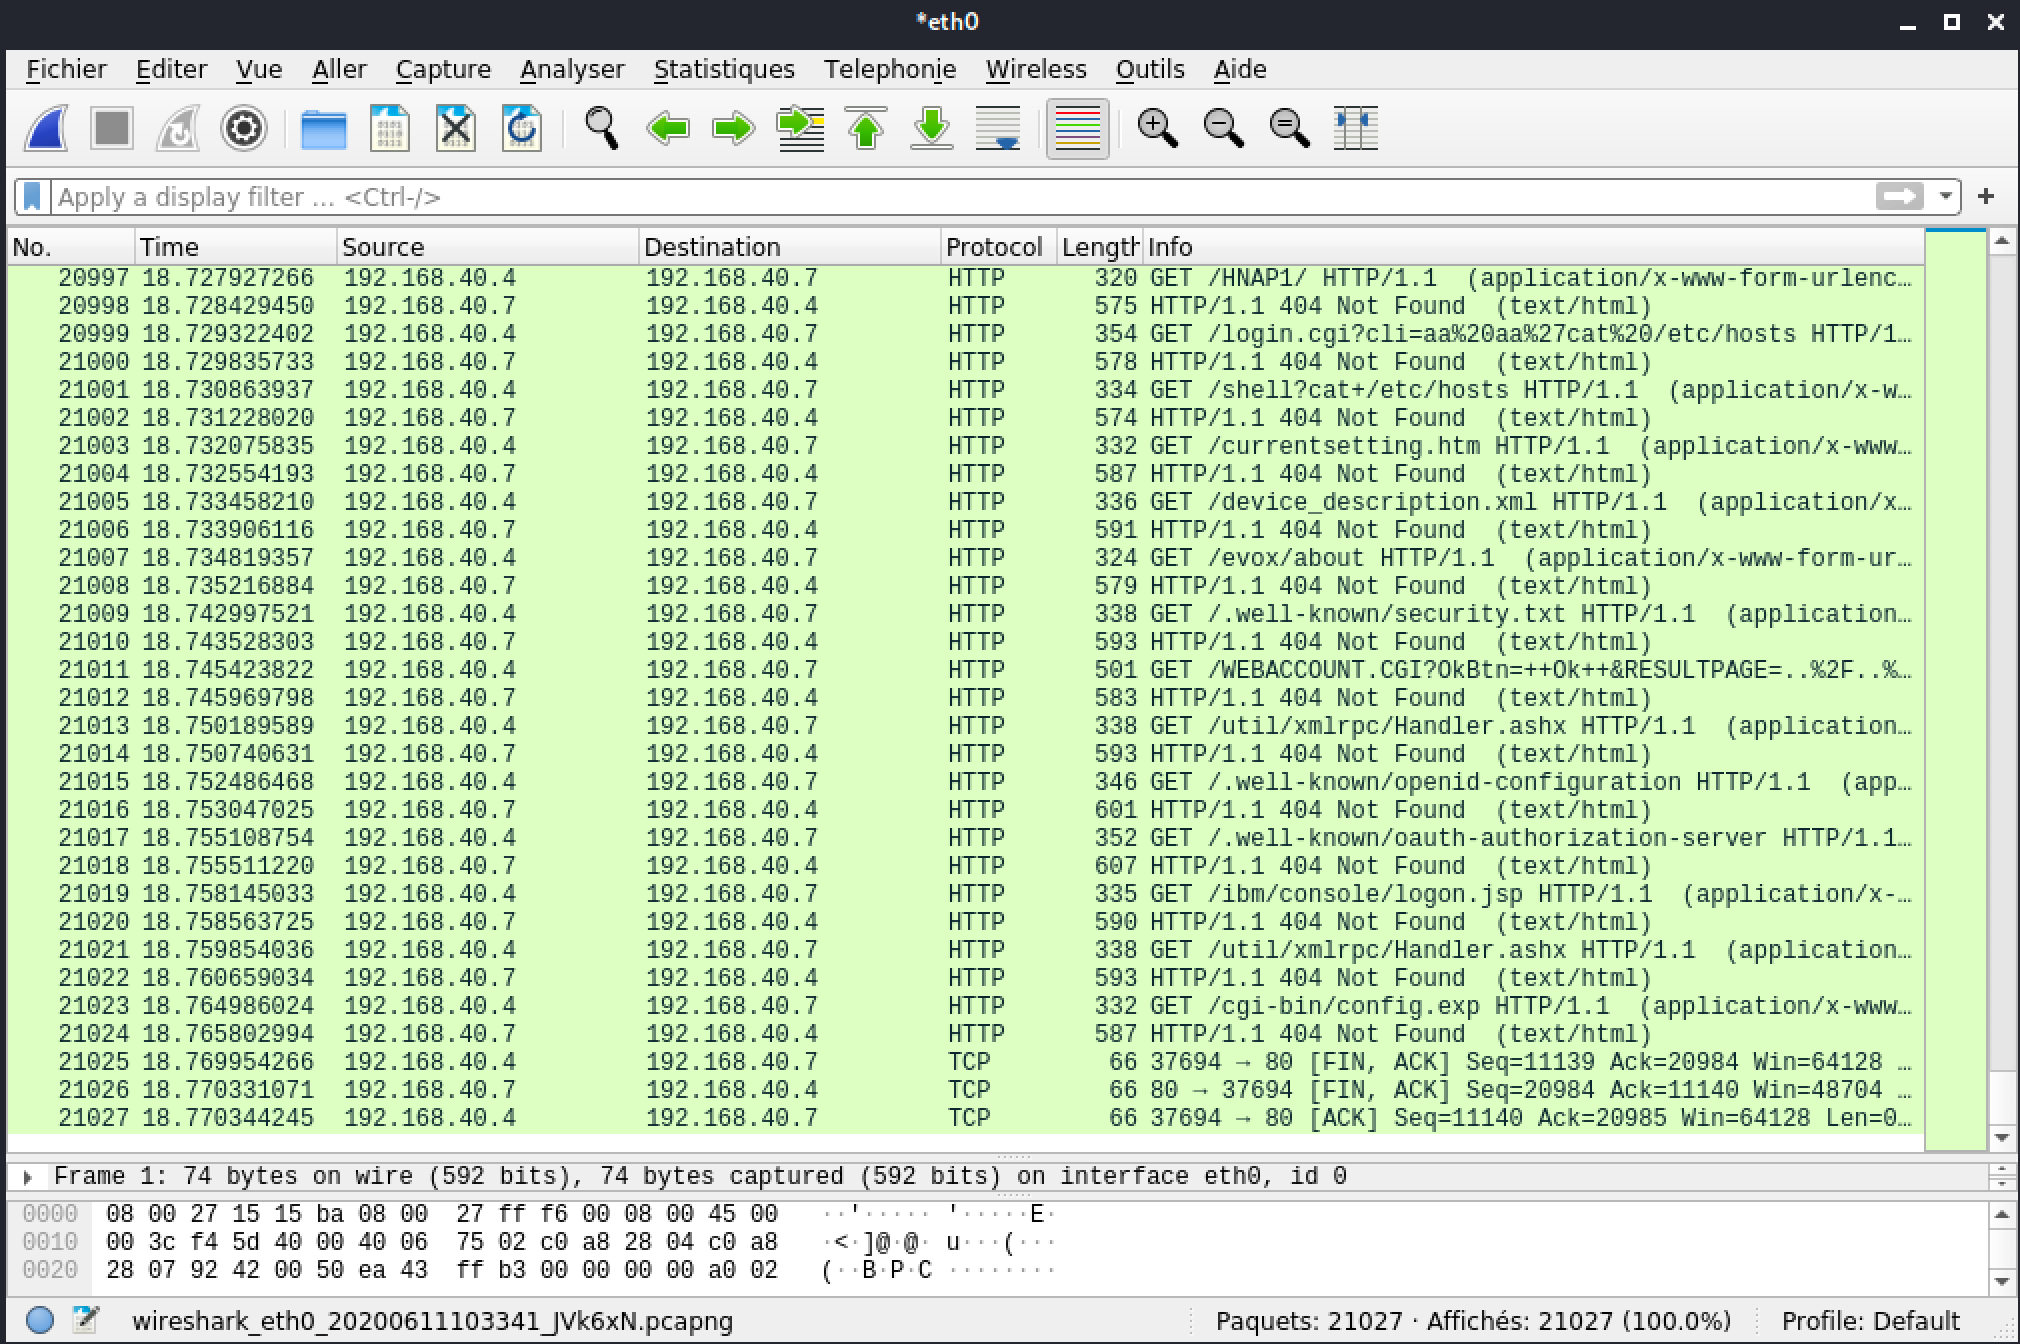 *eth0
Fichier Editer Vue Aller Capture Analyser Statistiques Telephonie Wireless Outils Aide
Apply a display filter … <Ctrl-/>
No. Time Source Destination Protocol Length Info
20997 18.727927266 192.168.40.4 192.168.40.7 HTTP 320 GET /HNAP1/ HTTP/1.1 (application/x-www-form-urlenc…
20998 18.728429450 192.168.40.7 192.168.40.4 HTTP 575 HTTP/1.1 404 Not Found (text/html)
20999 18.729322402 192.168.40.4 192.168.40.7 HTTP 354 GET /login.cgi?cli=aa%20aa%27cat%20/etc/hosts HTTP/1…
21000 18.729835733 192.168.40.7 192.168.40.4 HTTP 578 HTTP/1.1 404 Not Found (text/html)
21001 18.730863937 192.168.40.4 192.168.40.7 HTTP 334 GET /shell?cat+/etc/hosts HTTP/1.1 (application/x-w…
21002 18.731228020 192.168.40.7 192.168.40.4 HTTP 574 HTTP/1.1 404 Not Found (text/html)
21003 18.732075835 192.168.40.4 192.168.40.7 HTTP 332 GET /currentsetting.htm HTTP/1.1 (application/x-www…
21004 18.732554193 192.168.40.7 192.168.40.4 HTTP 587 HTTP/1.1 404 Not Found (text/html)
21005 18.733458210 192.168.40.4 192.168.40.7 HTTP 336 GET /device_description.xml HTTP/1.1 (application/x…
21006 18.733906116 192.168.40.7 192.168.40.4 HTTP 591 HTTP/1.1 404 Not Found (text/html)
21007 18.734819357 192.168.40.4 192.168.40.7 HTTP 324 GET /evox/about HTTP/1.1 (application/x-www-form-ur…
21008 18.735216884 192.168.40.7 192.168.40.4 HTTP 579 HTTP/1.1 404 Not Found (text/html)
21009 18.742997521 192.168.40.4 192.168.40.7 HTTP 338 GET /.well-known/security.txt HTTP/1.1 (application…
21010 18.743528303 192.168.40.7 192.168.40.4 HTTP 593 HTTP/1.1 404 Not Found (text/html)
21011 18.745423822 192.168.40.4 192.168.40.7 HTTP 501 GET /WEBACCOUNT.CGI?OkBtn=++Ok++&RESULTPAGE=..%2F..%…
21012 18.745969798 192.168.40.7 192.168.40.4 HTTP 583 HTTP/1.1 404 Not Found (text/html)
21013 18.750189589 192.168.40.4 192.168.40.7 HTTP 338 GET /util/xmlrpc/Handler.ashx HTTP/1.1 (application…
21014 18.750740631 192.168.40.7 192.168.40.4 HTTP 593 HTTP/1.1 404 Not Found (text/html)
21015 18.752486468 192.168.40.4 192.168.40.7 HTTP 346 GET /.well-known/openid-configuration HTTP/1.1 (app…
21016 18.753047025 192.168.40.7 192.168.40.4 HTTP 601 HTTP/1.1 404 Not Found (text/html)
21017 18.755108754 192.168.40.4 192.168.40.7 HTTP 352 GET /.well-known/oauth-authorization-server HTTP/1.1…
21018 18.755511220 192.168.40.7 192.168.40.4 HTTP 607 HTTP/1.1 404 Not Found (text/html)
21019 18.758145033 192.168.40.4 192.168.40.7 HTTP 335 GET /ibm/console/logon.jsp HTTP/1.1 (application/x-…
21020 18.758563725 192.168.40.7 192.168.40.4 HTTP 590 HTTP/1.1 404 Not Found (text/html)
21021 18.759854036 192.168.40.4 192.168.40.7 HTTP 338 GET /util/xmlrpc/Handler.ashx HTTP/1.1 (application…
21022 18.760659034 192.168.40.7 192.168.40.4 HTTP 593 HTTP/1.1 404 Not Found (text/html)
21023 18.764986024 192.168.40.4 192.168.40.7 HTTP 332 GET /cgi-bin/config.exp HTTP/1.1 (application/x-www…
21024 18.765802994 192.168.40.7 192.168.40.4 HTTP 587 HTTP/1.1 404 Not Found (text/html)
21025 18.769954266 192.168.40.4 192.168.40.7 TCP 66 37694 → 80 [FIN, ACK] Seq=11139 Ack=20984 Win=64128 …
21026 18.770331071 192.168.40.7 192.168.40.4 TCP 66 80 → 37694 [FIN, ACK] Seq=20984 Ack=11140 Win=48704 …
21027 18.770344245 192.168.40.4 192.168.40.7 TCP 66 37694 → 80 [ACK] Seq=11140 Ack=20985 Win=64128 Len=0…
Frame 1: 74 bytes on wire (592 bits), 74 bytes captured (592 bits) on interface eth0, id 0
0000 08 00 27 15 15 ba 08 00 27 ff f6 00 08 00 45 00 ··'····· '·····E·
0010 00 3c f4 5d 40 00 40 06 75 02 c0 a8 28 04 c0 a8 ·<·]@·@· u···(···
0020 28 07 92 42 00 50 ea 43 ff b3 00 00 00 00 a0 02 (··B·P·C ········
wireshark_eth0_20200611103341_JVk6xN.pcapng Paquets: 21027 · Affichés: 21027 (100.0%) Profile: Default